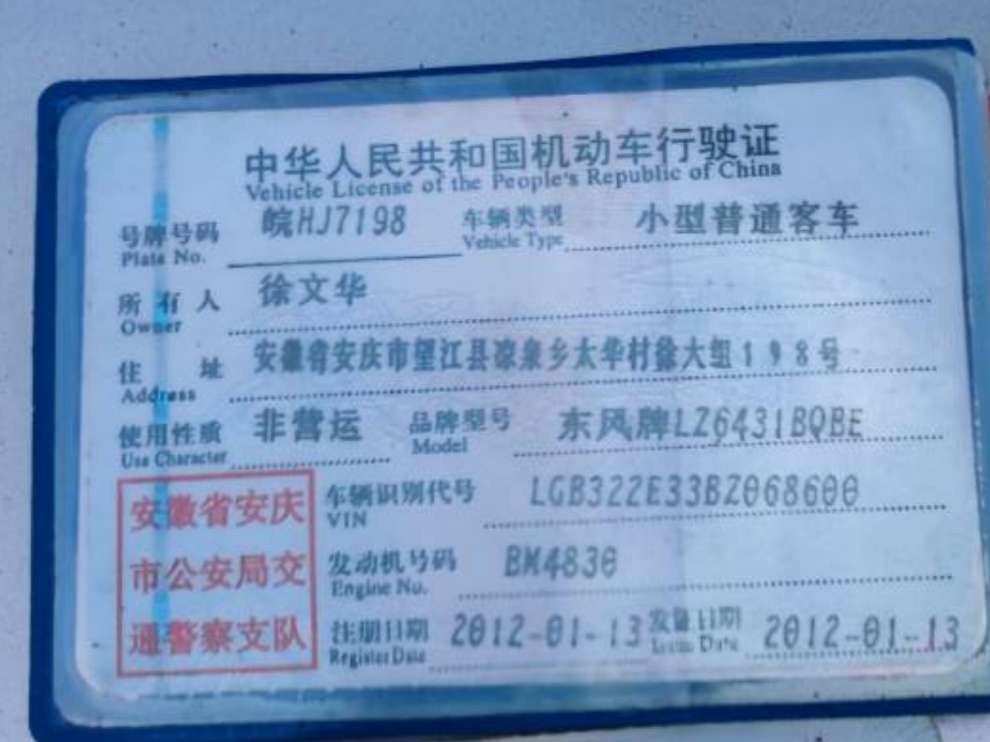 中华人民共和国机动车行驶证
Vehicle License of the People's Republic of China
号牌号码 皖HJ7198 车辆类型 小型普通客车
Plate No. Vehicle Type
所有人 徐文华
Owner
住址 安徽省安庆市望江县凉泉乡太华村徐大组198号
Address
使用性质 非营运 品牌型号 东风牌LZ6431BQBE
Use Character Model
安徽省安庆 车辆识别代号 LGB322E33BZ068600
VIN
市公安局交 发动机号码 BM4830
Engine No.
通警察支队 注册日期 2012-01-13 发证日期 2012-01-13
Register Date Issue Date